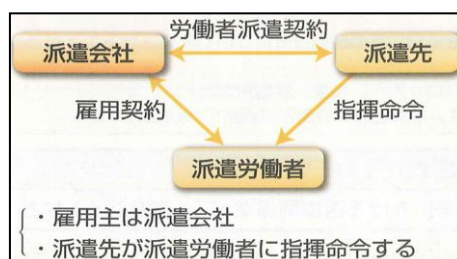 労働者派遣契約
派遣会社
派遣先
雇用契約
指揮命令
派遣労働者
・雇用主は派遣会社
・派遣先が派遣労働者に指揮命令する